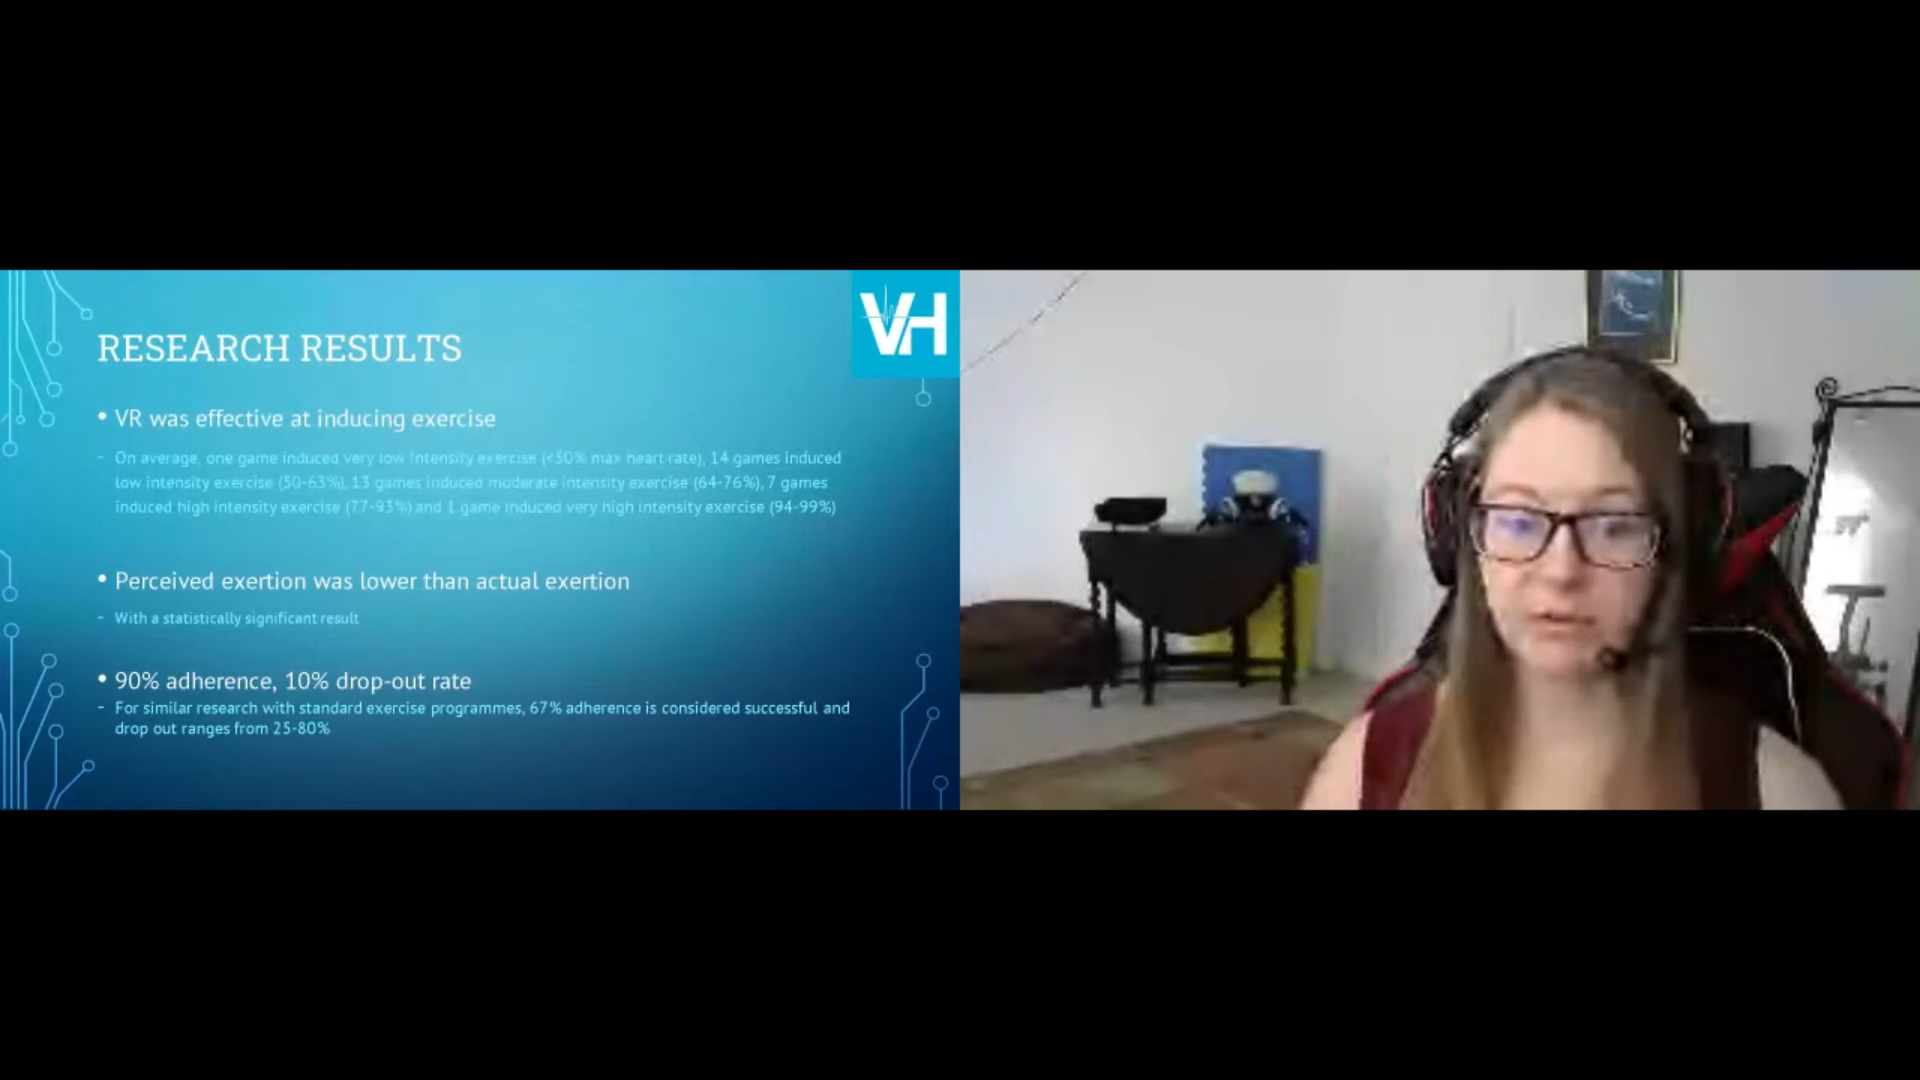 VH
RESEARCH RESULTS
• VR was effective at inducing exercise
- On average, one game induced very low intensity exercise (<50% max heart rate), 14 games induced
low intensity exercise (50-63%), 13 games induced moderate intensity exercise (64-76%), 7 games
induced high intensity exercise (77-93%) and 1 game induced very high intensity exercise (94-99%)
• Perceived exertion was lower than actual exertion
- With a statistically significant result
• 90% adherence, 10% drop-out rate
- For similar research with standard exercise programmes, 67% adherence is considered successful and
drop out ranges from 25-80%